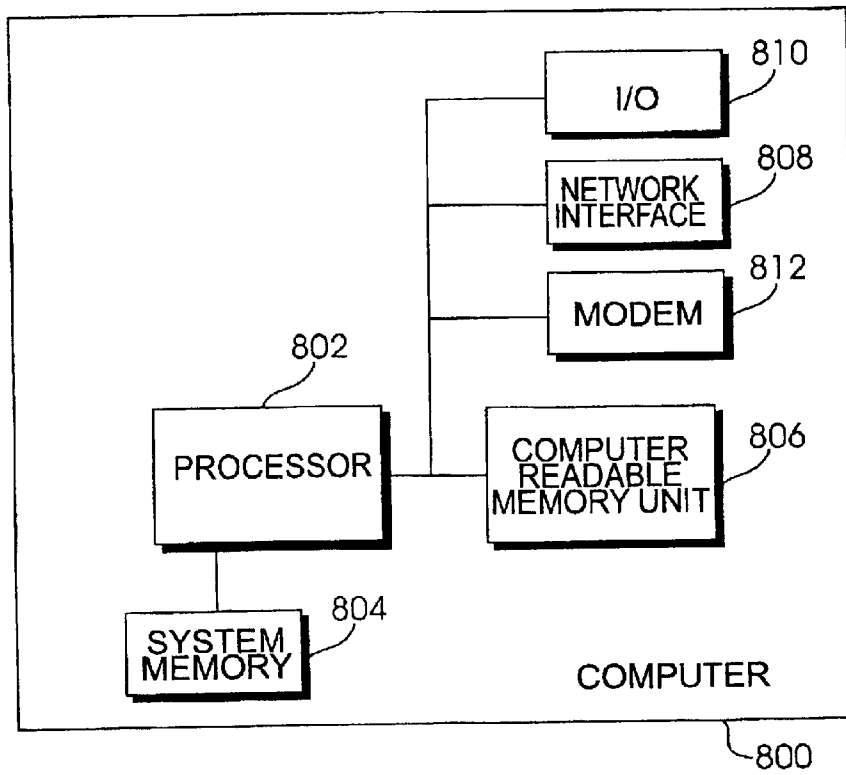 810
I/O
808
NETWORK
INTERFACE
812
MODEM
802
PROCESSOR
806
COMPUTER
READABLE
MEMORY UNIT
804
SYSTEM
MEMORY
COMPUTER
800